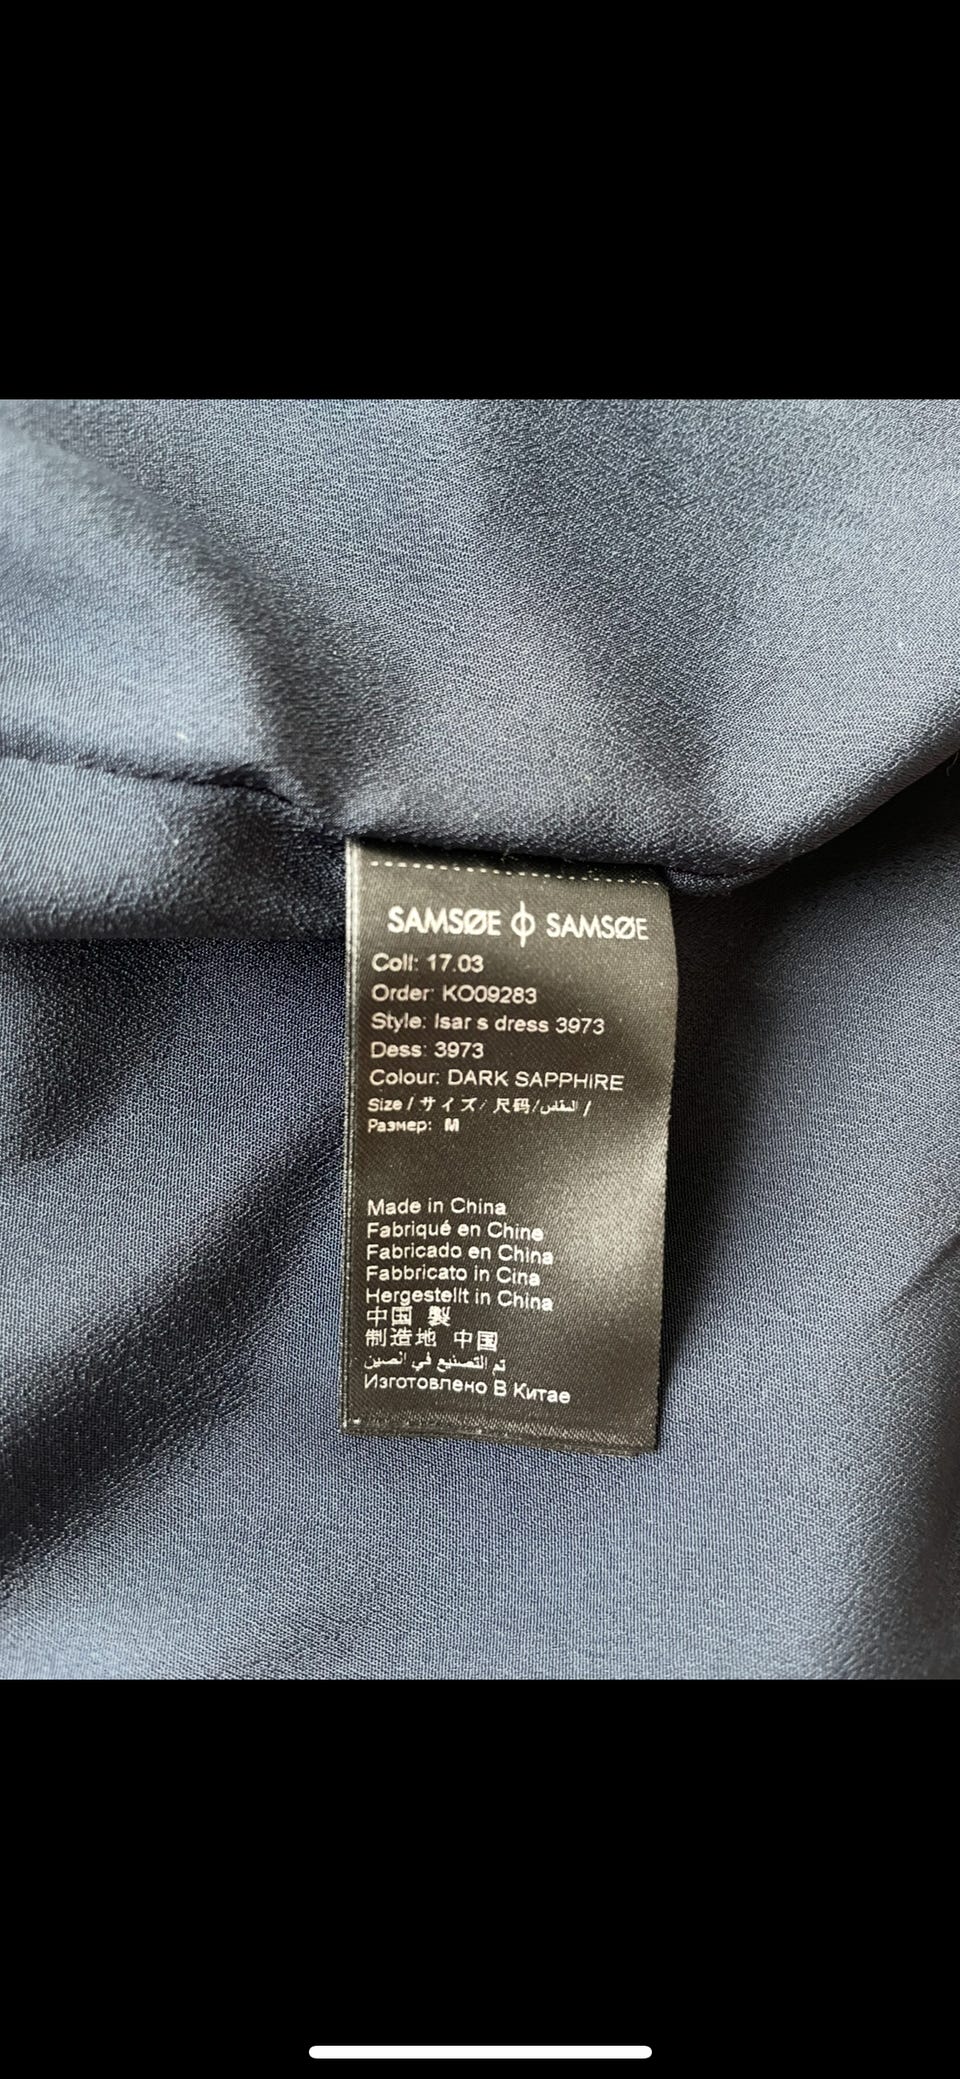 SAMSØE ɸ SAMSØE
Coll: 17.03
Order: KO09283
Style: Isar s dress 3973
Dess: 3973
Colour: DARK SAPPHIRE
Size / サイズ / 尺码 / المقاس /
Размер: M
Made in China
Fabriqué en Chine
Fabricado en China
Fabbricato in Cina
Hergestellt in China
中国 製
制造地 中国
تم التصنيع في الصين
Изготовлено В Китае